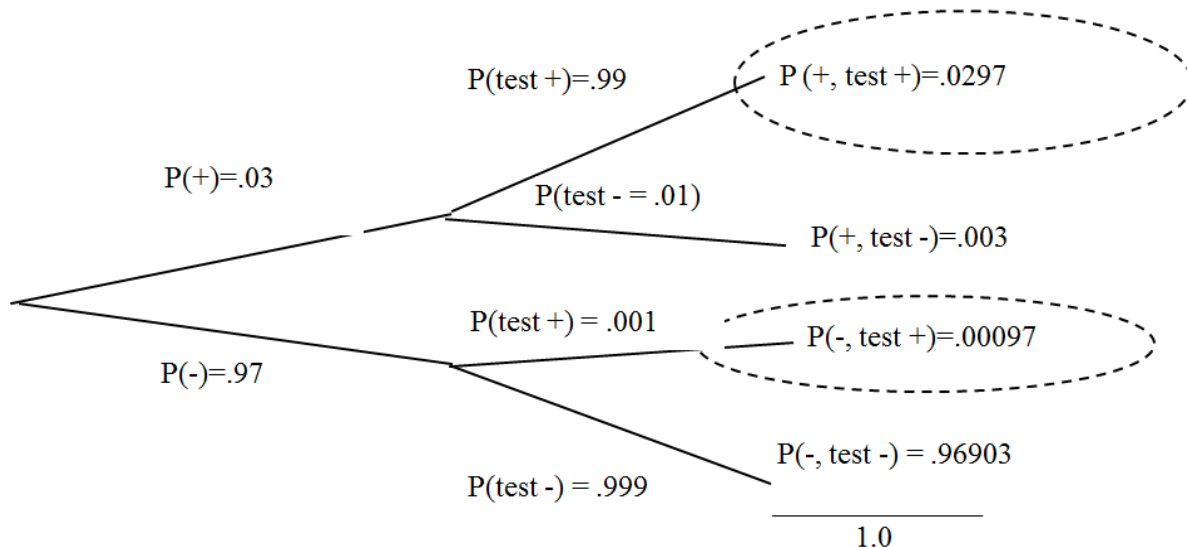 P(test +)=.99
P (+, test +)=.0297
P(+)=.03
P(test - = .01)
P(+, test -)=.003
P(test +) = .001
P(-, test +)=.00097
P(-)=.97
P(-, test -) = .96903
P(test -) = .999
1.0